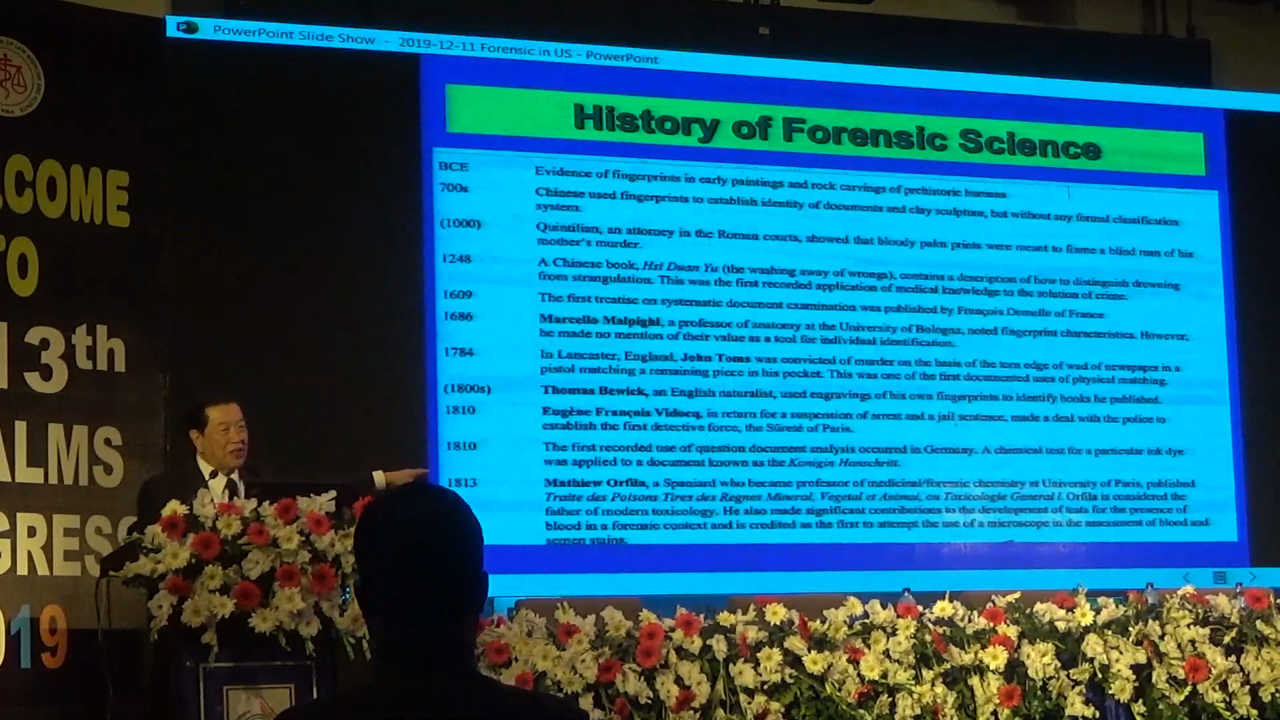 PowerPoint Slide Show - 2019-12-11 Forensic in US - PowerPoint
History of Forensic Science
BCE Evidence of fingerprints in early paintings and rock carvings of prehistoric humans.
700s Chinese used fingerprints to establish identity of documents and clay sculpture, but without any formal classification
system.
(1000) Quintilian, an attorney in the Roman courts, showed that bloody palm prints were meant to frame a blind man of his
mother's murder.
1248 A Chinese book, Hsi Duan Yu (the washing away of wrongs), contains a description of how to distinguish drowning
from strangulation. This was the first recorded application of medical knowledge to the solution of crime.
1609 The first treatise on systematic document examination was published by François Demelle of France.
1686 Marcello Malpighi, a professor of anatomy at the University of Bologna, noted fingerprint characteristics. However,
he made no mention of their value as a tool for individual identification.
1784 In Lancaster, England, John Toms was convicted of murder on the basis of the torn edge of wad of newspaper in a
pistol matching a remaining piece in his pocket. This was one of the first documented uses of physical matching.
(1800s) Thomas Bewick, an English naturalist, used engravings of his own fingerprints to identify books he published.
1810 Eugène François Vidocq, in return for a suspension of arrest and a jail sentence, made a deal with the police to
establish the first detective force, the Sûreté of Paris.
1810 The first recorded use of question document analysis occurred in Germany. A chemical test for a particular ink dye
was applied to a document known as the Konigin Hanschritt.
1813 Mathiew Orfila, a Spaniard who became professor of medicinal/forensic chemistry at University of Paris, published
Traite des Poisons Tires des Regnes Mineral, Vegetal et Animal, ou Toxicologie General l. Orfila is considered the
father of modern toxicology. He also made significant contributions to the development of tests for the presence of
blood in a forensic context and is credited as the first to attempt the use of a microscope in the assessment of blood and
semen stains.
COME
TO
13th
ALMS
GRESS
019